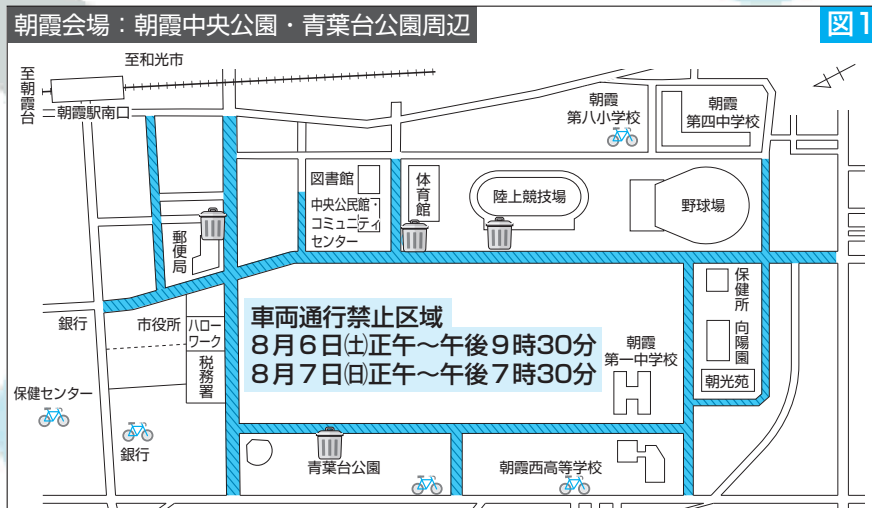 朝霞会場：朝霞中央公園・青葉台公園周辺
図1
至和光市
至朝霞台
朝霞駅南口
朝霞
第八小学校
朝霞
第四中学校
図書館
中央公民館・
コミュニティ
センター
体育館
陸上競技場
野球場
郵便局
保健所
向陽園
朝光苑
銀行
市役所
ハロー
ワーク
税務署
車両通行禁止区域
8月6日㈯正午～午後9時30分
8月7日㈰正午～午後7時30分
朝霞
第一中学校
保健センター
銀行
青葉台公園
朝霞西高等学校